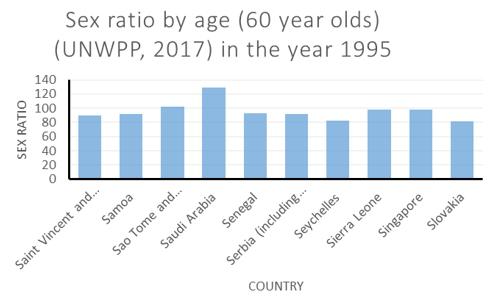 Sex ratio by age (60 year olds)
(UNWPP, 2017) in the year 1995
SEX RATIO
140
120
100
80
60
40
20
0
Saint Vincent and...
Samoa
Sao Tome and...
Saudi Arabia
Senegal
Serbia (including...
Seychelles
Sierra Leone
Singapore
Slovakia
COUNTRY